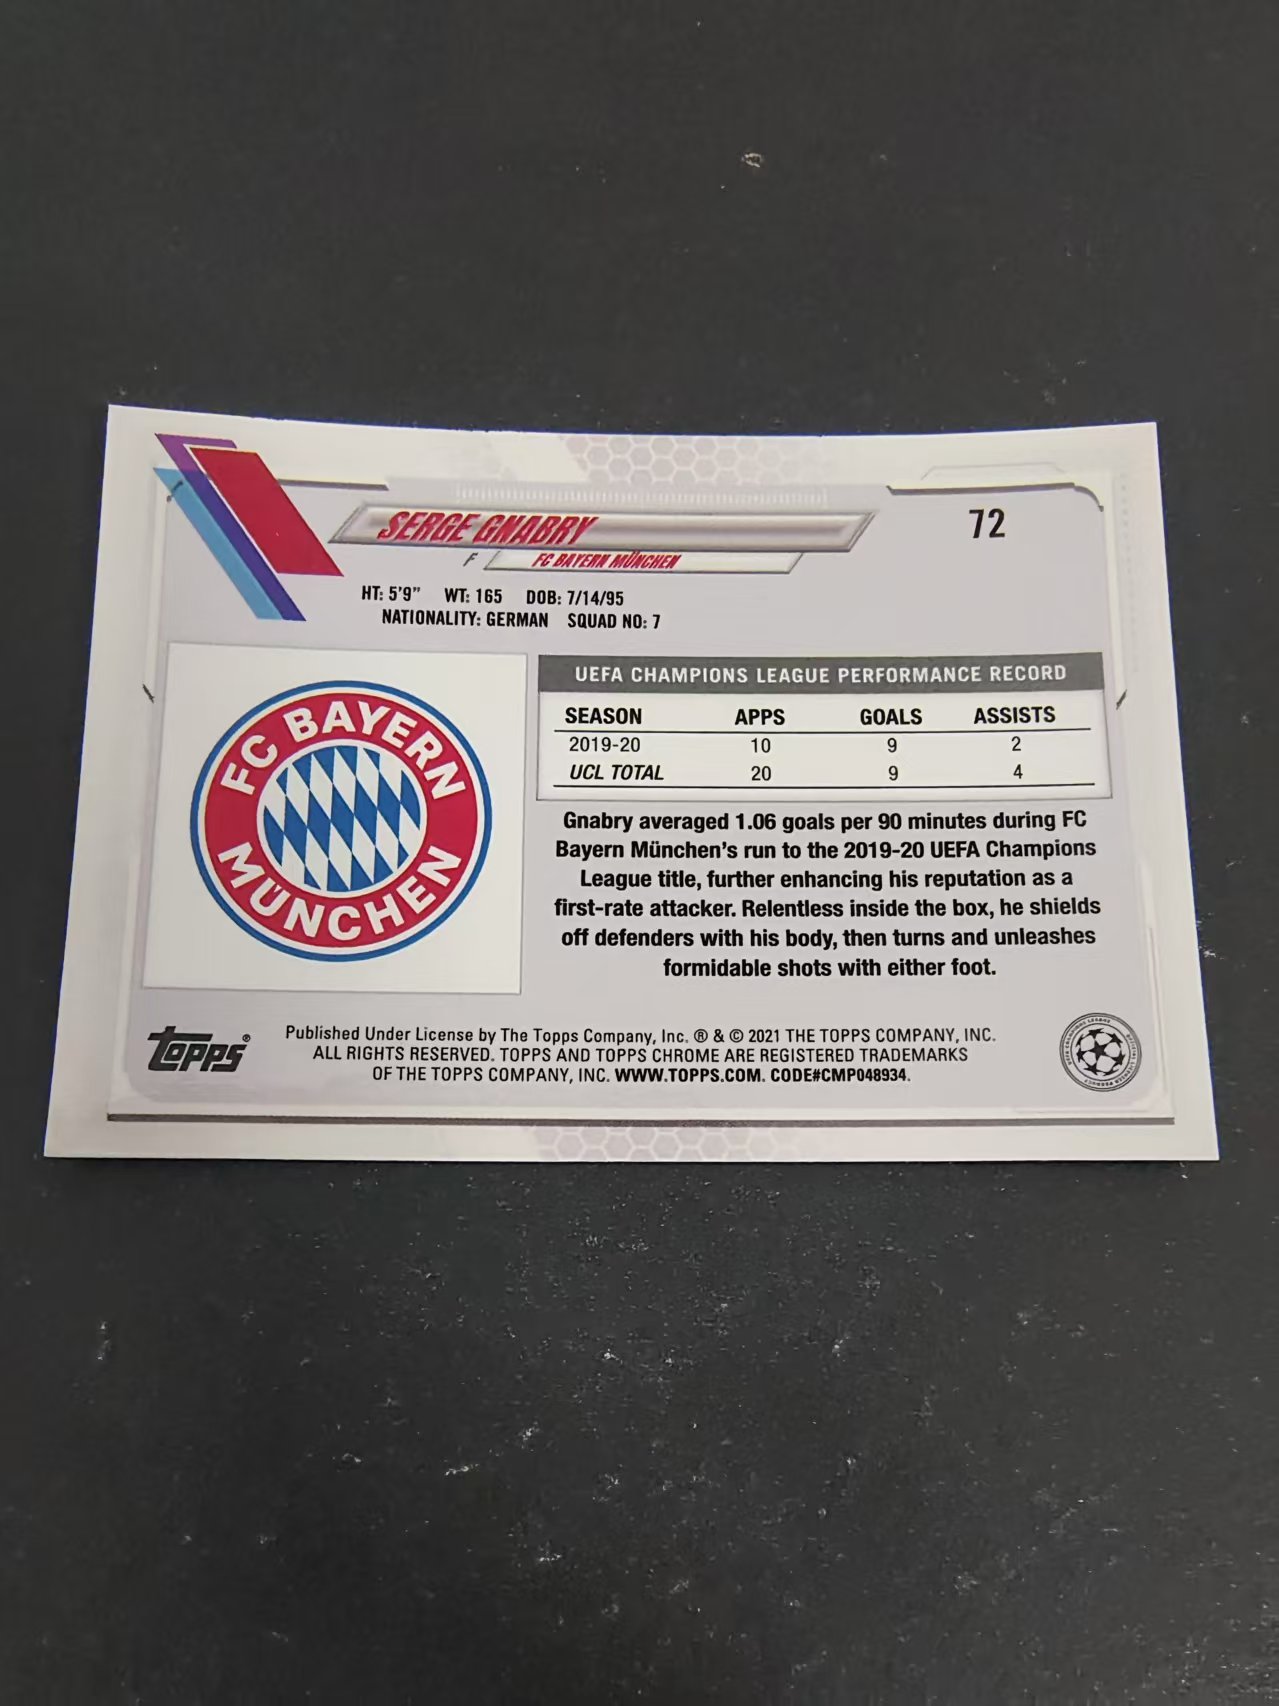 SERGE GNABRY
72
F FC BAYERN MÜNCHEN
HT: 5'9" WT: 165 DOB: 7/14/95
NATIONALITY: GERMAN SQUAD NO: 7
FC BAYERN
MÜNCHEN
UEFA CHAMPIONS LEAGUE PERFORMANCE RECORD
SEASON APPS GOALS ASSISTS
2019-20 10 9 2
UCL TOTAL 20 9 4
Gnabry averaged 1.06 goals per 90 minutes during FC
Bayern München's run to the 2019-20 UEFA Champions
League title, further enhancing his reputation as a
first-rate attacker. Relentless inside the box, he shields
off defenders with his body, then turns and unleashes
formidable shots with either foot.
Topps®
Published Under License by The Topps Company, Inc. ® & © 2021 THE TOPPS COMPANY, INC.
ALL RIGHTS RESERVED. TOPPS AND TOPPS CHROME ARE REGISTERED TRADEMARKS
OF THE TOPPS COMPANY, INC. WWW.TOPPS.COM. CODE#CMP048934.